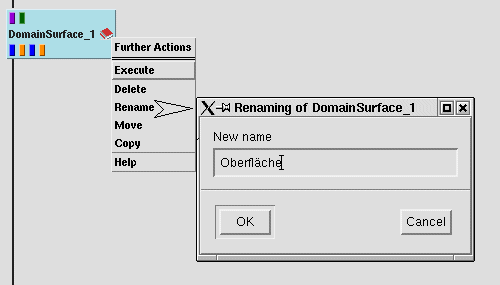 DomainSurface_1
Further Actions
Execute
Delete
Rename
Move
Copy
Help
Renaming of DomainSurface_1
New name
Oberfläche
OK
Cancel